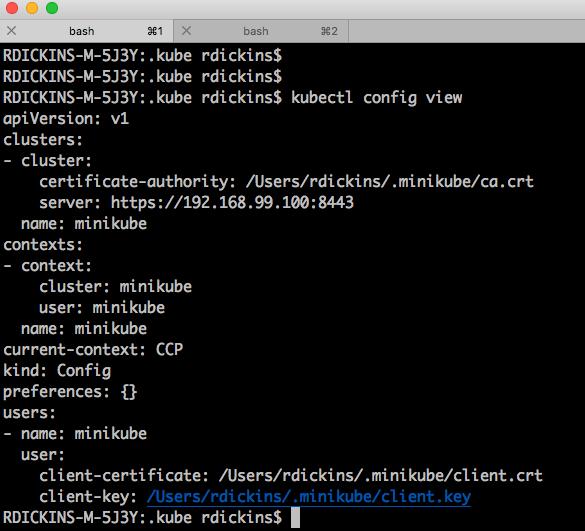 bash ⌘1 bash ⌘2
RDICKINS-M-5J3Y:.kube rdickins$
RDICKINS-M-5J3Y:.kube rdickins$
RDICKINS-M-5J3Y:.kube rdickins$ kubectl config view
apiVersion: v1
clusters:
- cluster:
    certificate-authority: /Users/rdickins/.minikube/ca.crt
    server: https://192.168.99.100:8443
  name: minikube
contexts:
- context:
    cluster: minikube
    user: minikube
  name: minikube
current-context: CCP
kind: Config
preferences: {}
users:
- name: minikube
  user:
    client-certificate: /Users/rdickins/.minikube/client.crt
    client-key: /Users/rdickins/.minikube/client.key
RDICKINS-M-5J3Y:.kube rdickins$